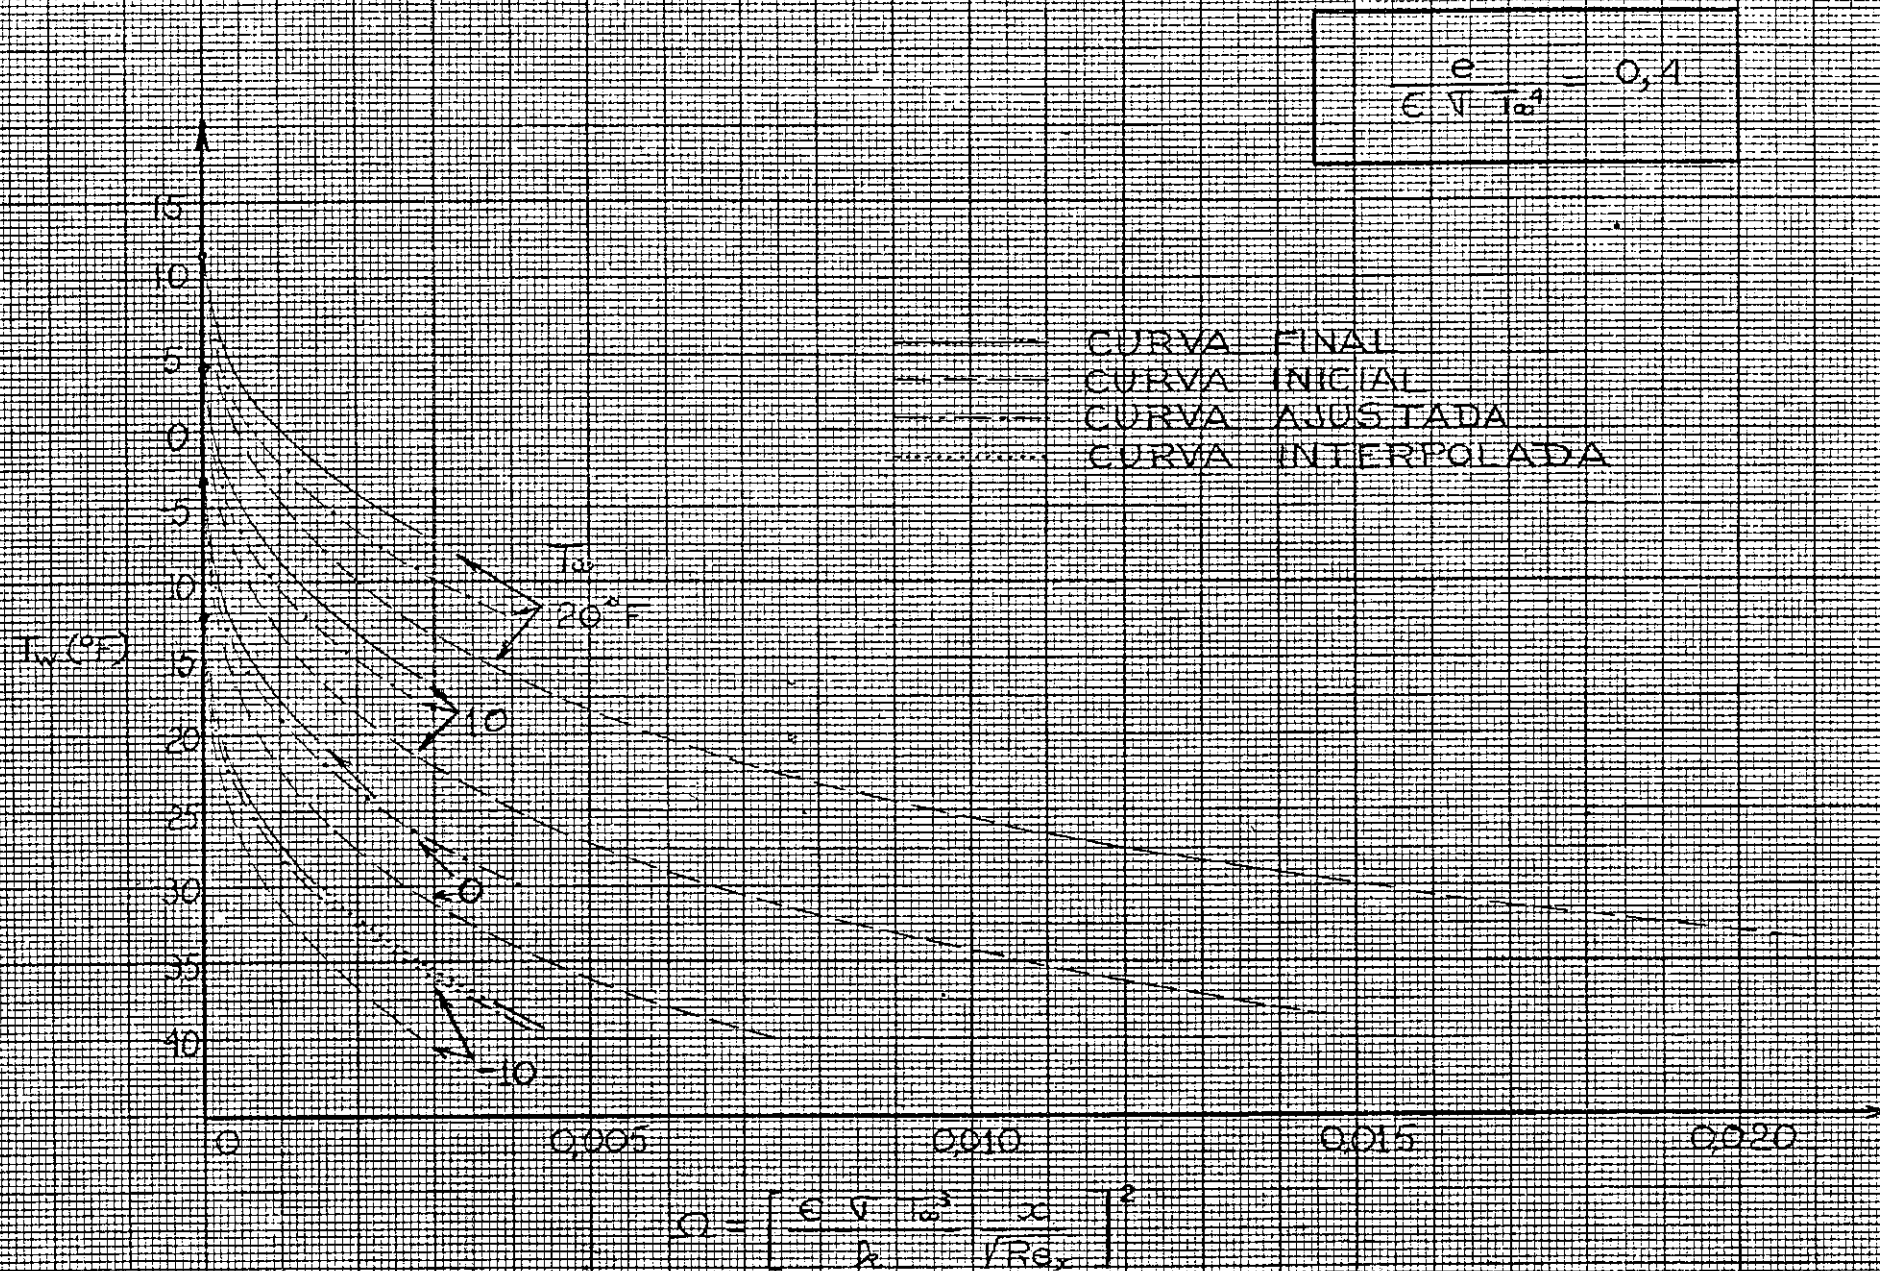 e / ε σ T∞⁴ = 0,1
15
10
5
0
-5
10
15
20
25
30
35
40
Tw (°F)
CURVA FINAL
CURVA INICIAL
CURVA AJUSTADA
CURVA INTERPOLADA
T∞
20°F
10
0
-10
0 0,005 0,010 0,015 0,020
Ω = [ ε σ T∞³ / k x / √Rex ]²